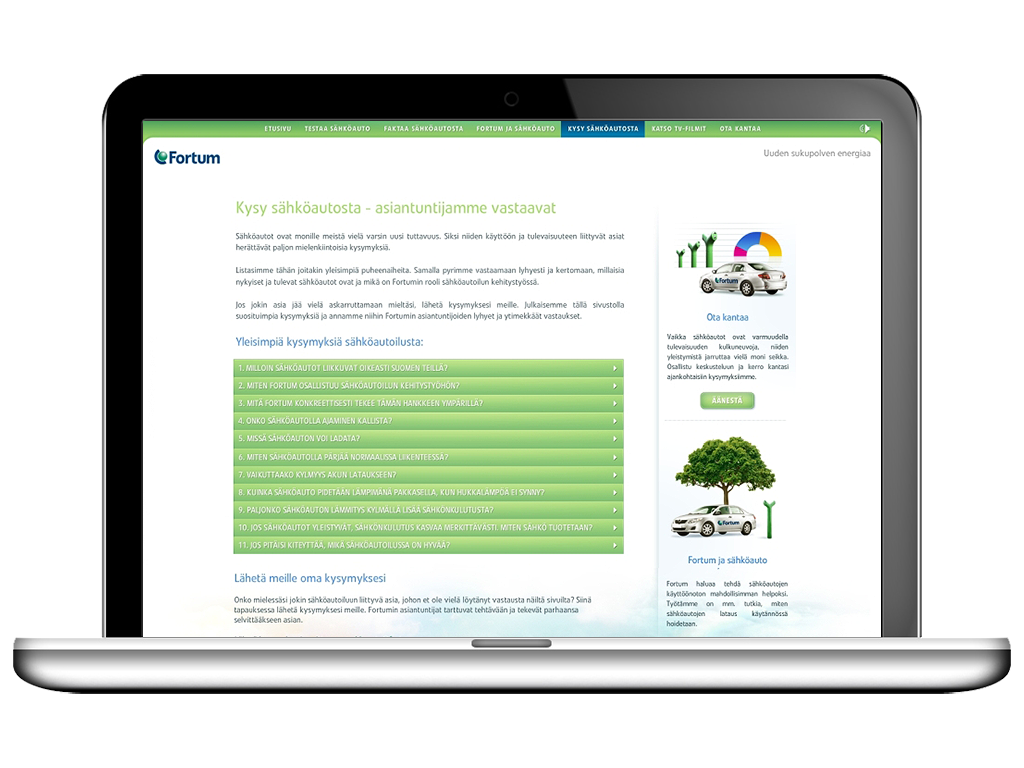 ETUSIVU TESTAA SÄHKÖAUTO FAKTAA SÄHKÖAUTOSTA FORTUM JA SÄHKÖAUTO KYSY SÄHKÖAUTOSTA KATSO TV-FILMIT OTA KANTAA
Fortum
Uuden sukupolven energiaa
Kysy sähköautosta - asiantuntijamme vastaavat
Sähköautot ovat monille meistä vielä varsin uusi tuttavuus. Siksi niiden käyttöön ja tulevaisuuteen liittyvät asiat
herättävät paljon mielenkiintoisia kysymyksiä.
Listasimme tähän joitakin yleisimpiä puheenaiheita. Samalla pyrimme vastaamaan lyhyesti ja kertomaan, millaisia
nykyiset ja tulevat sähköautot ovat ja mikä on Fortumin rooli sähköautoilun kehitystyössä.
Jos jokin asia jää vielä askarruttamaan mieltäsi, lähetä kysymyksesi meille. Julkaisemme tällä sivustolla
suosituimpia kysymyksiä ja annamme niihin Fortumin asiantuntijoiden lyhyet ja ytimekkäät vastaukset.
Yleisimpiä kysymyksiä sähköautoilusta:
1. MILLOIN SÄHKÖAUTOT LIIKKUVAT OIKEASTI SUOMEN TEILLÄ?
2. MITEN FORTUM OSALLISTUU SÄHKÖAUTOILUN KEHITYSTYÖHÖN?
3. MITÄ FORTUM KONKREETTISESTI TEKEE TÄMÄN HANKKEEN YMPÄRILLÄ?
4. ONKO SÄHKÖAUTOLLA AJAMINEN KALLISTA?
5. MISSÄ SÄHKÖAUTON VOI LADATA?
6. MITEN SÄHKÖAUTOLLA PÄRJÄÄ NORMAALISSA LIIKENTEESSÄ?
7. VAIKUTTAAKO KYLMYYS AKUN LATAUKSEEN?
8. KUINKA SÄHKÖAUTO PIDETÄÄN LÄMPIMÄNÄ PAKKASELLA, KUN HUKKALÄMPÖÄ EI SYNNY?
9. PALJONKO SÄHKÖAUTON LÄMMITYS KYLMÄLLÄ LISÄÄ SÄHKÖNKULUTUSTA?
10. JOS SÄHKÖAUTOT YLEISTYVÄT, SÄHKÖNKULUTUS KASVAA MERKITTÄVÄSTI. MITEN SÄHKÖ TUOTETAAN?
11. JOS PITÄISI KITEYTTÄÄ, MIKÄ SÄHKÖAUTOILUSSA ON HYVÄÄ?
Lähetä meille oma kysymyksesi
Onko mielessäsi jokin sähköautoiluun liittyvä asia, johon et ole vielä löytänyt vastausta näiltä sivuilta? Siinä
tapauksessa lähetä kysymyksesi meille. Fortumin asiantuntijat tarttuvat tehtävään ja tekevät parhaansa
selvittääkseen asian.
Fortum
Ota kantaa
Vaikka sähköautot ovat varmuudella
tulevaisuuden kulkuneuvoja, niiden
yleistymistä jarruttaa vielä moni seikka.
Osallistu keskusteluun ja kerro kantasi
ajankohtaisiin kysymyksiimme.
ÄÄNESTÄ
Fortum
Fortum ja sähköauto
Fortum haluaa tehdä sähköautojen
käyttöönoton mahdollisimman helpoksi.
Työtämme on mm. tutkia, miten
sähköautojen lataus käytännössä
hoidetaan.